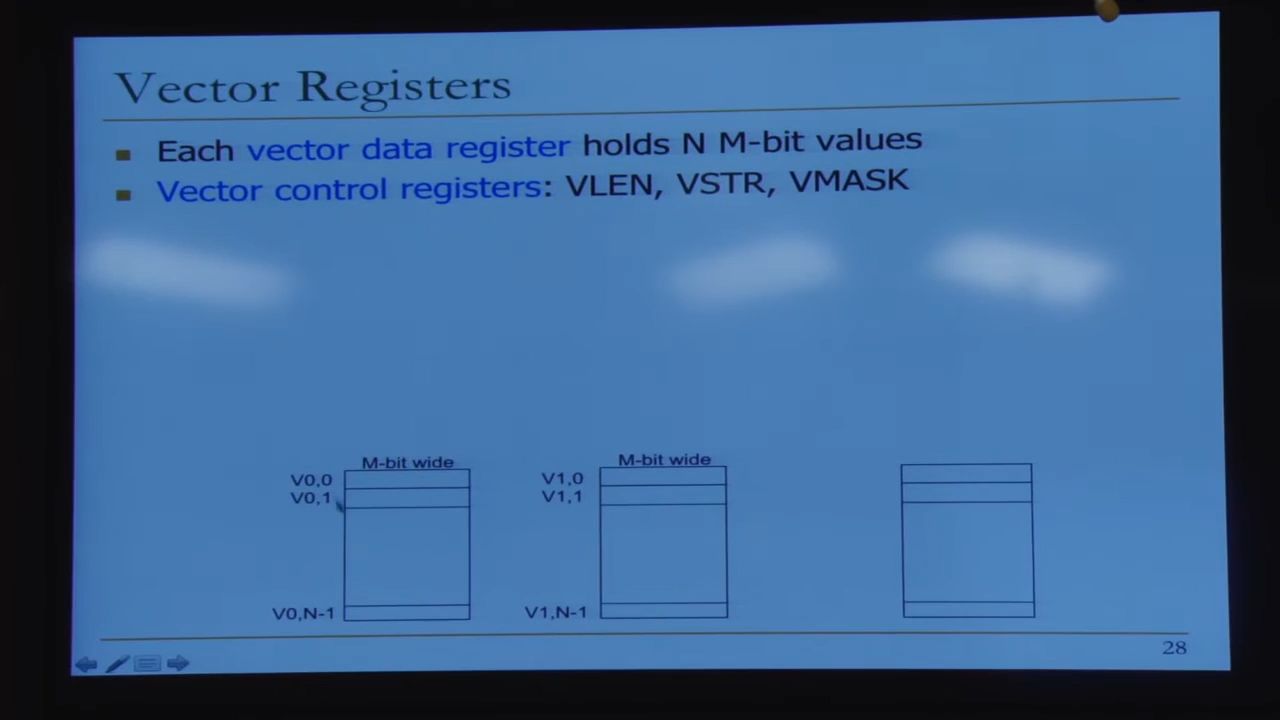 Vector Registers
Each vector data register holds N M-bit values
Vector control registers: VLEN, VSTR, VMASK
M-bit wide
M-bit wide
V0,0
V1,0
V0,1
V1,1
V0,N-1
V1,N-1
28